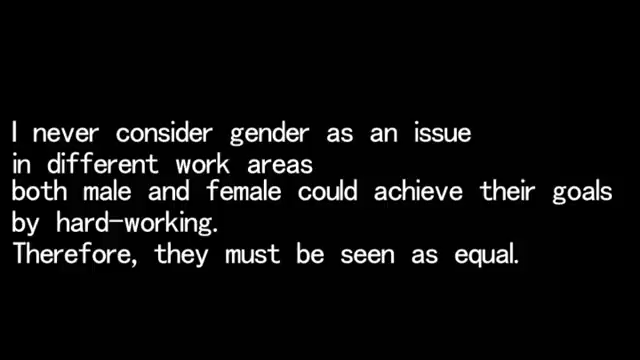 I never consider gender as an issue
in different work areas
both male and female could achieve their goals
by hard-working.
Therefore, they must be seen as equal.